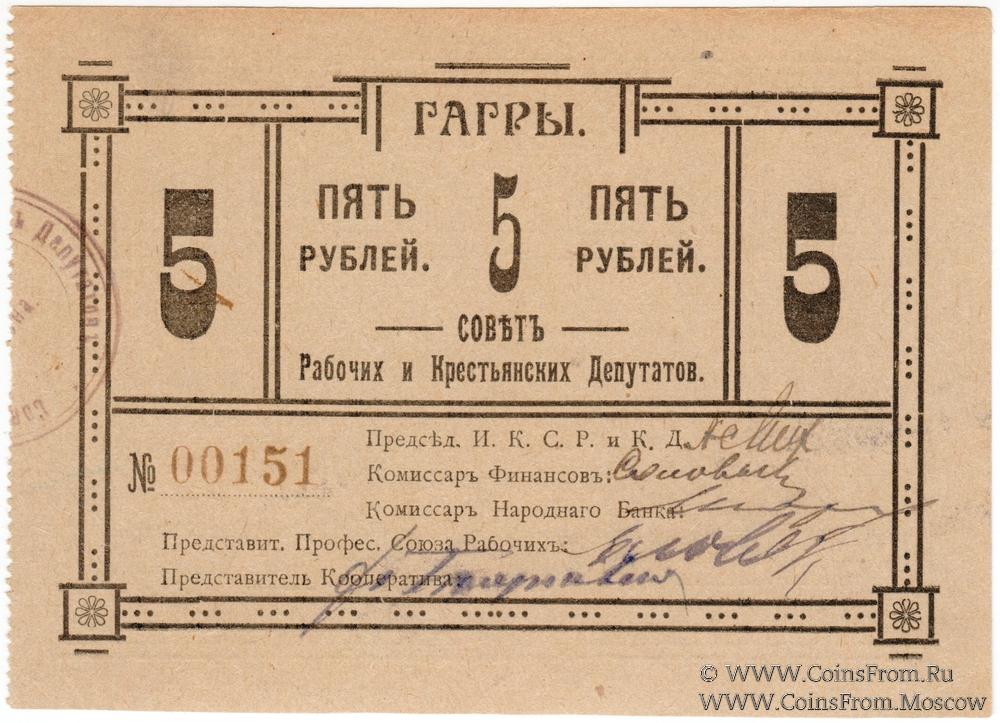 ГАГРЫ.
5 ПЯТЬ 5 ПЯТЬ 5
РУБЛЕЙ. РУБЛЕЙ.
СОВѢТЪ
Рабочих и Крестьянских Депутатов.
Предсѣд. И. К. С. Р. и К. Д.
№ 00151 Комиссаръ Финансовъ:
Комиссаръ Народнаго Банка:
Представит. Профес. Союза Рабочихъ:
Представитель Кооператива:
© WWW.CoinsFrom.Ru
WWW.CoinsFrom.Moscow